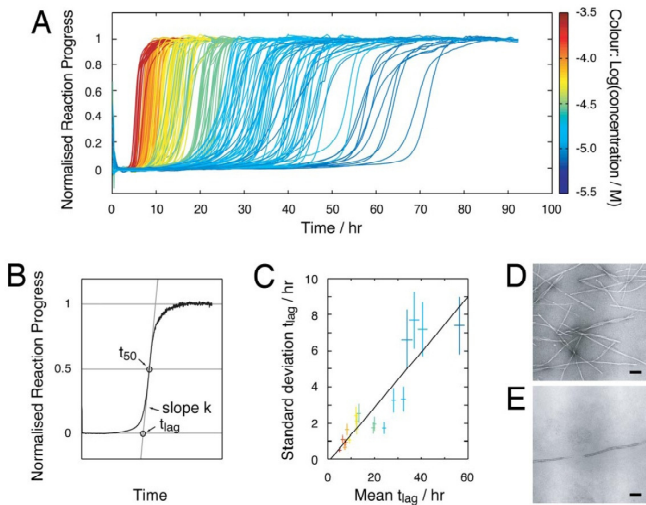 A
Normalised Reaction Progress
1
0.8
0.6
0.4
0.2
0
0 10 20 30 40 50 60 70 80 90 100
Time / hr
-3.5
-4.0
-4.5
-5.0
-5.5
Colour: Log(concentration / M)
B
Normalised Reaction Progress
1
0.5
0
t50
slope k
tlag
Time
C
Standard deviation tlag / hr
10
8
6
4
2
0
0 20 40 60
Mean tlag / hr
D
E